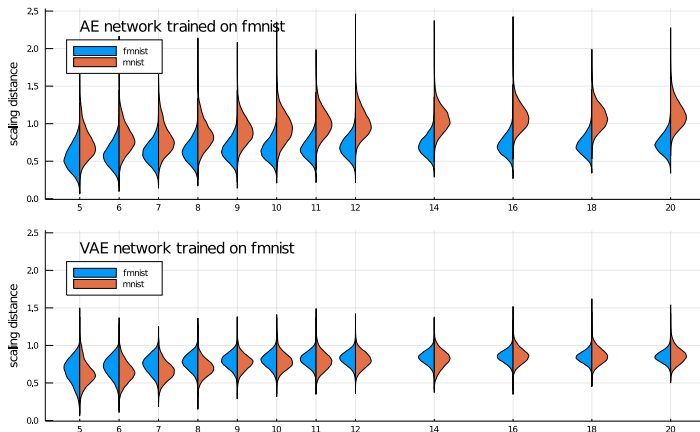 AE network trained on fmnist
2.5
2.0
1.5
1.0
0.5
0.0
scaling distance
fmnist
mnist
5 6 7 8 9 10 11 12 14 16 18 20
VAE network trained on fmnist
2.5
2.0
1.5
1.0
0.5
0.0
scaling distance
fmnist
mnist
5 6 7 8 9 10 11 12 14 16 18 20